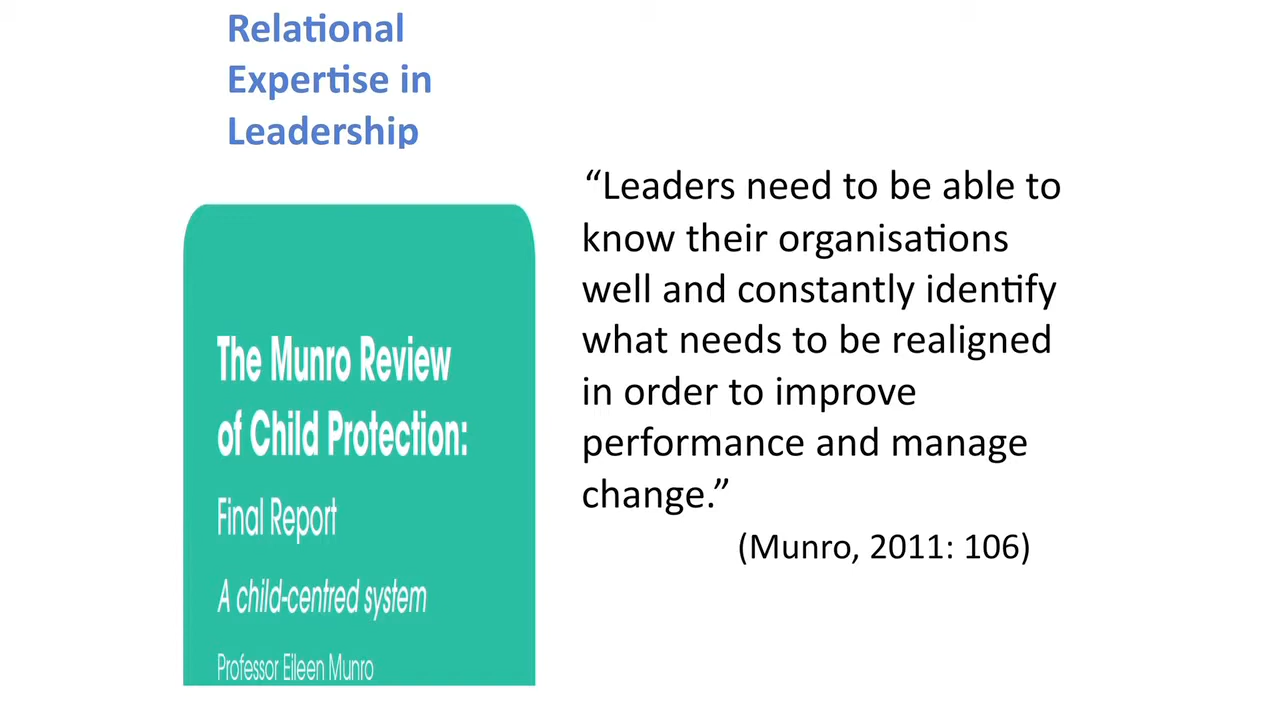 Relational
Expertise in
Leadership
“Leaders need to be able to
know their organisations
well and constantly identify
what needs to be realigned
in order to improve
performance and manage
change.”
(Munro, 2011: 106)
The Munro Review
of Child Protection:
Final Report
A child-centred system
Professor Eileen Munro